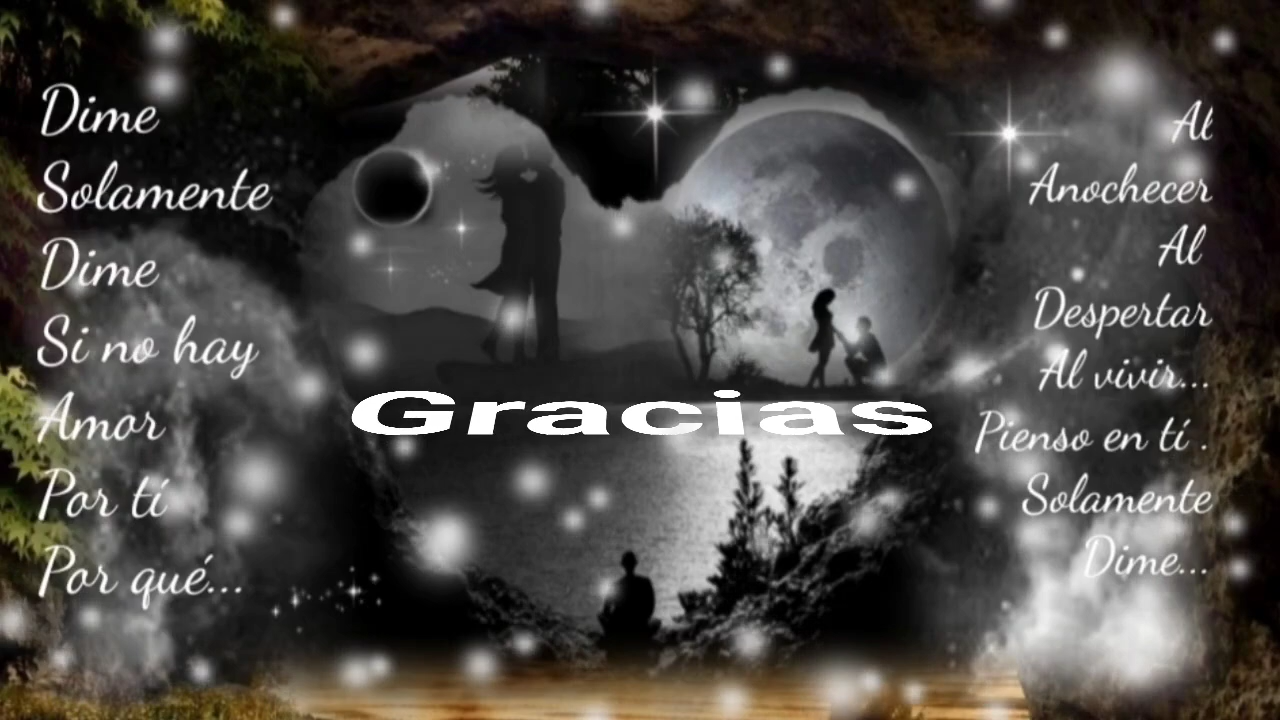 Dime
Solamente
Dime
Si no hay
Amor
Por tí
Por qué...
Gracias
Al
Anochecer
Al
Despertar
Al vivir...
Pienso en tí .
Solamente
Dime...